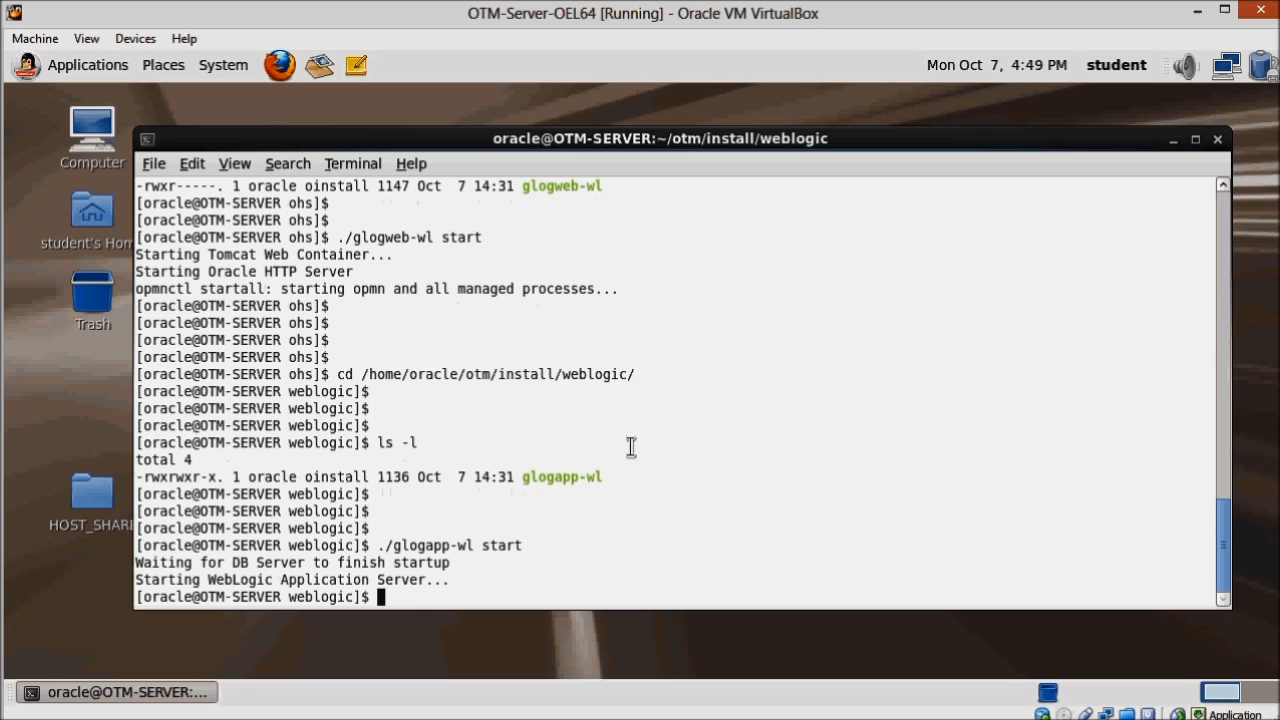 OTM-Server-OEL64 [Running] - Oracle VM VirtualBox
Machine View Devices Help
Applications Places System Mon Oct 7, 4:49 PM student
Computer
student's Hom
Trash
HOST_SHARI
oracle@OTM-SERVER:~/otm/install/weblogic
File Edit View Search Terminal Help
-rwxr-----. 1 oracle oinstall 1147 Oct 7 14:31 glogweb-wl
[oracle@OTM-SERVER ohs]$
[oracle@OTM-SERVER ohs]$
[oracle@OTM-SERVER ohs]$ ./glogweb-wl start
Starting Tomcat Web Container...
Starting Oracle HTTP Server
opmnctl startall: starting opmn and all managed processes...
[oracle@OTM-SERVER ohs]$
[oracle@OTM-SERVER ohs]$
[oracle@OTM-SERVER ohs]$
[oracle@OTM-SERVER ohs]$
[oracle@OTM-SERVER ohs]$ cd /home/oracle/otm/install/weblogic/
[oracle@OTM-SERVER weblogic]$
[oracle@OTM-SERVER weblogic]$
[oracle@OTM-SERVER weblogic]$
[oracle@OTM-SERVER weblogic]$ ls -l
total 4
-rwxrwxr-x. 1 oracle oinstall 1136 Oct 7 14:31 glogapp-wl
[oracle@OTM-SERVER weblogic]$
[oracle@OTM-SERVER weblogic]$
[oracle@OTM-SERVER weblogic]$
[oracle@OTM-SERVER weblogic]$ ./glogapp-wl start
Waiting for DB Server to finish startup
Starting WebLogic Application Server...
[oracle@OTM-SERVER weblogic]$
oracle@OTM-SERVER:...
Application